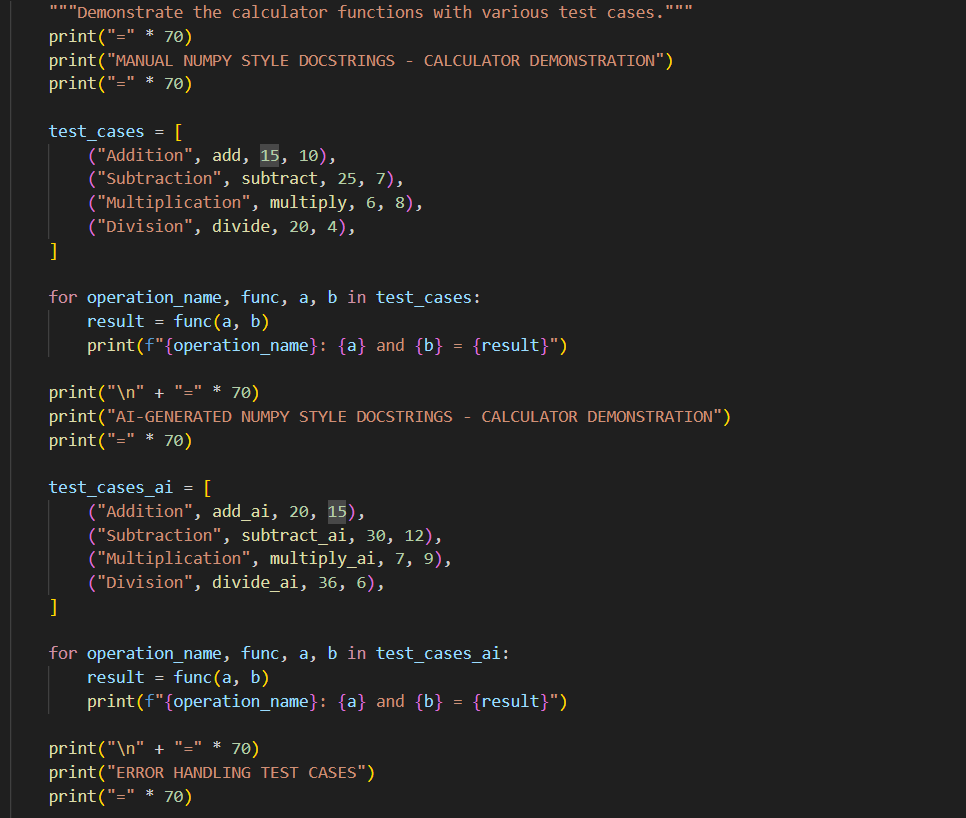 """Demonstrate the calculator functions with various test cases."""
print("=" * 70)
print("MANUAL NUMPY STYLE DOCSTRINGS - CALCULATOR DEMONSTRATION")
print("=" * 70)

test_cases = [
    ("Addition", add, 15, 10),
    ("Subtraction", subtract, 25, 7),
    ("Multiplication", multiply, 6, 8),
    ("Division", divide, 20, 4),
]

for operation_name, func, a, b in test_cases:
    result = func(a, b)
    print(f"{operation_name}: {a} and {b} = {result}")

print("\n" + "=" * 70)
print("AI-GENERATED NUMPY STYLE DOCSTRINGS - CALCULATOR DEMONSTRATION")
print("=" * 70)

test_cases_ai = [
    ("Addition", add_ai, 20, 15),
    ("Subtraction", subtract_ai, 30, 12),
    ("Multiplication", multiply_ai, 7, 9),
    ("Division", divide_ai, 36, 6),
]

for operation_name, func, a, b in test_cases_ai:
    result = func(a, b)
    print(f"{operation_name}: {a} and {b} = {result}")

print("\n" + "=" * 70)
print("ERROR HANDLING TEST CASES")
print("=" * 70)